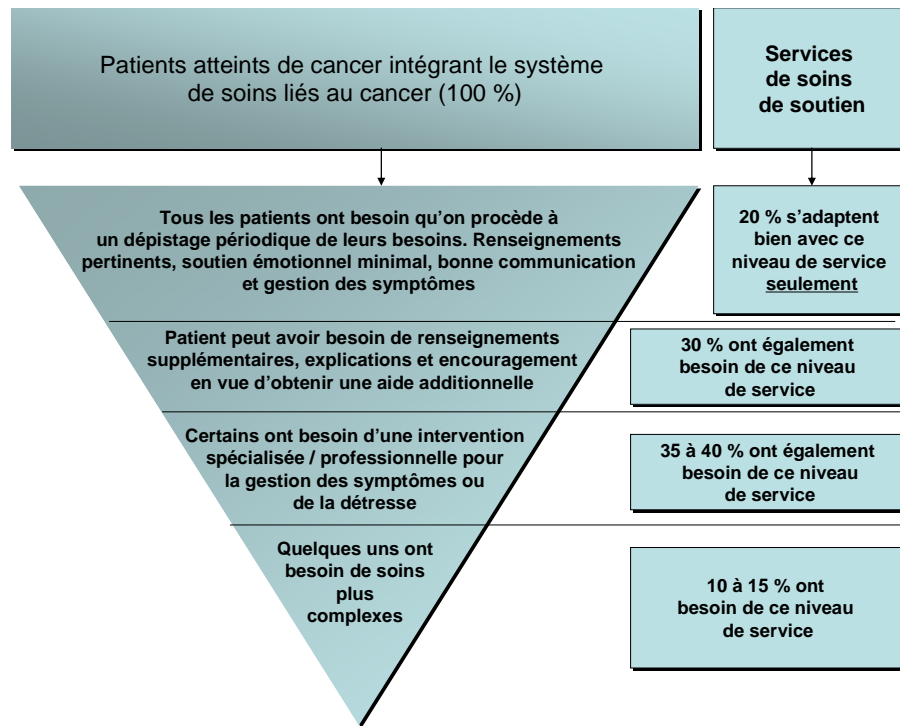 Patients atteints de cancer intégrant le système
de soins liés au cancer (100 %)
Services
de soins
de soutien
Tous les patients ont besoin qu'on procède à
un dépistage périodique de leurs besoins. Renseignements
pertinents, soutien émotionnel minimal, bonne communication
et gestion des symptômes
20 % s'adaptent
bien avec ce
niveau de service
seulement
Patient peut avoir besoin de renseignements
supplémentaires, explications et encouragement
en vue d'obtenir une aide additionnelle
30 % ont également
besoin de ce niveau
de service
Certains ont besoin d'une intervention
spécialisée / professionnelle pour
la gestion des symptômes ou
de la détresse
35 à 40 % ont également
besoin de ce niveau
de service
Quelques uns ont
besoin de soins
plus
complexes
10 à 15 % ont
besoin de ce niveau
de service